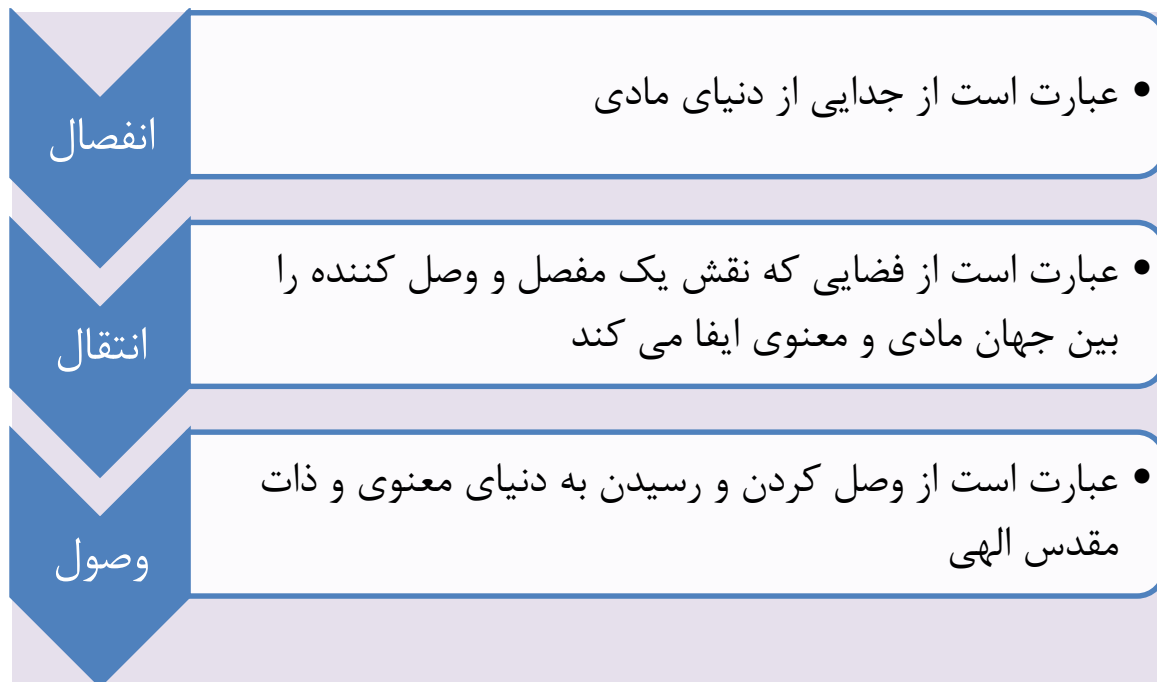 انفصال
• عبارت است از جدایی از دنیای مادی
انتقال
• عبارت است از فضایی که نقش یک مفصل و وصل کننده را
بین جهان مادی و معنوی ایفا می کند
وصول
• عبارت است از وصل کردن و رسیدن به دنیای معنوی و ذات
مقدس الهی